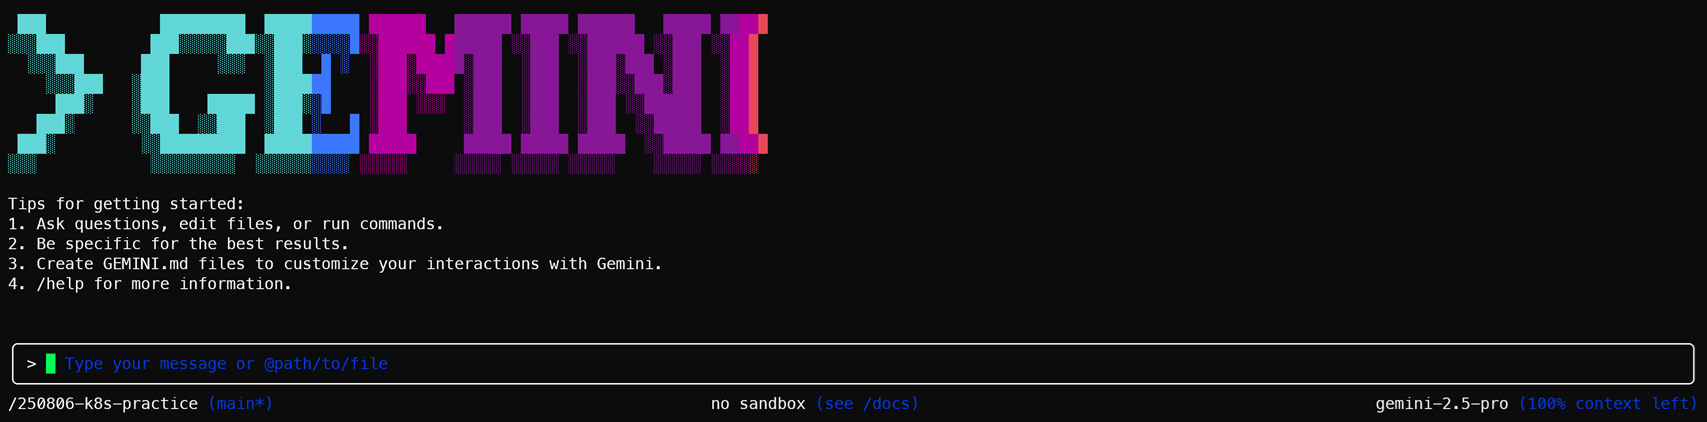 > GEMINI
Tips for getting started:
1. Ask questions, edit files, or run commands.
2. Be specific for the best results.
3. Create GEMINI.md files to customize your interactions with Gemini.
4. /help for more information.
> Type your message or @path/to/file
/250806-k8s-practice (main*) no sandbox (see /docs) gemini-2.5-pro (100% context left)